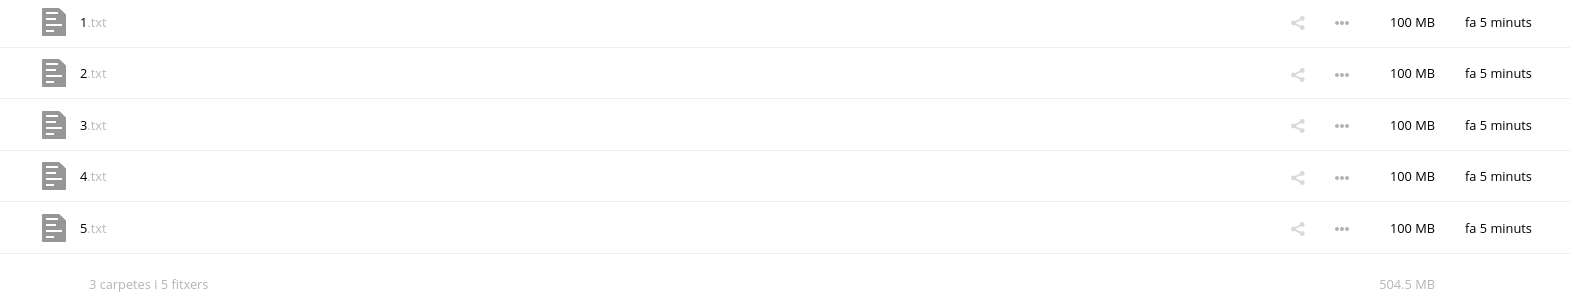 1.txt 100 MB fa 5 minuts
2.txt 100 MB fa 5 minuts
3.txt 100 MB fa 5 minuts
4.txt 100 MB fa 5 minuts
5.txt 100 MB fa 5 minuts
3 carpetes i 5 fitxers 504.5 MB